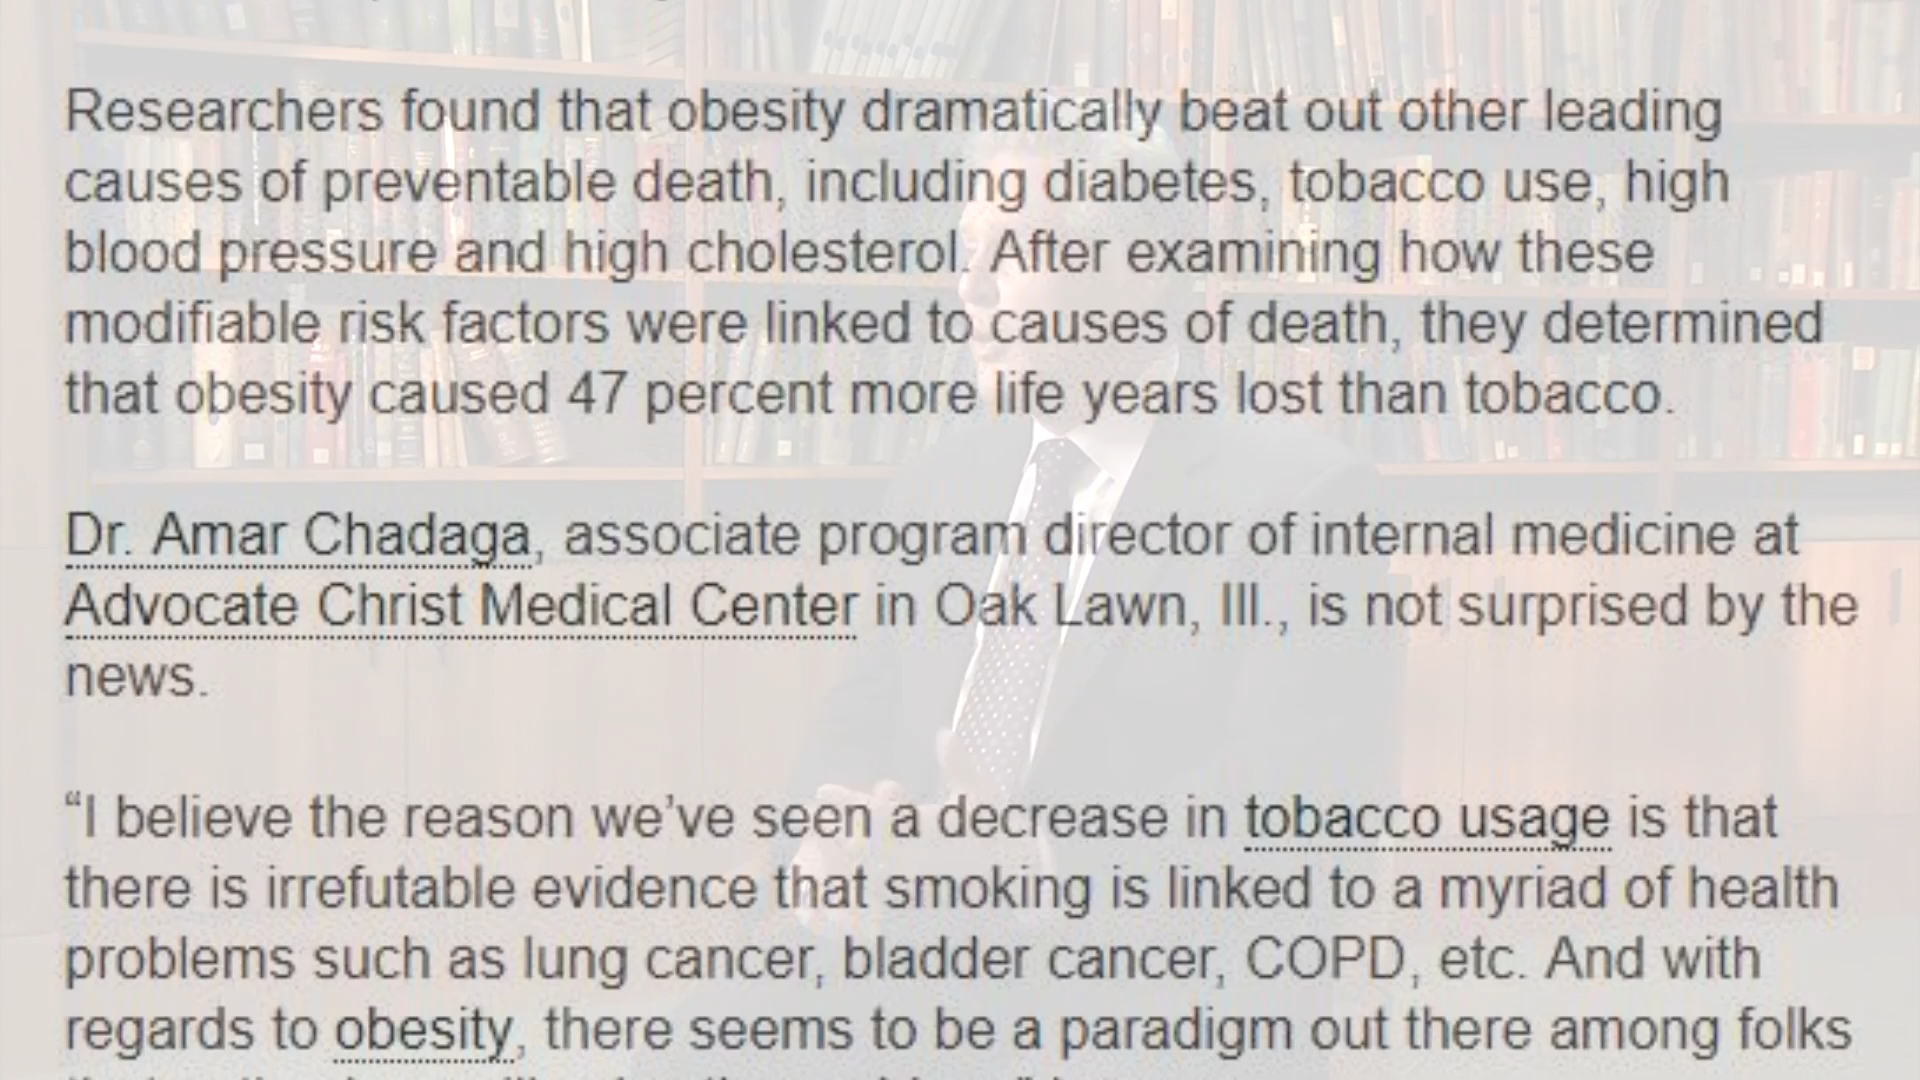 Researchers found that obesity dramatically beat out other leading
causes of preventable death, including diabetes, tobacco use, high
blood pressure and high cholesterol. After examining how these
modifiable risk factors were linked to causes of death, they determined
that obesity caused 47 percent more life years lost than tobacco.
Dr. Amar Chadaga, associate program director of internal medicine at
Advocate Christ Medical Center in Oak Lawn, Ill., is not surprised by the
news.
“I believe the reason we’ve seen a decrease in tobacco usage is that
there is irrefutable evidence that smoking is linked to a myriad of health
problems such as lung cancer, bladder cancer, COPD, etc. And with
regards to obesity, there seems to be a paradigm out there among folks